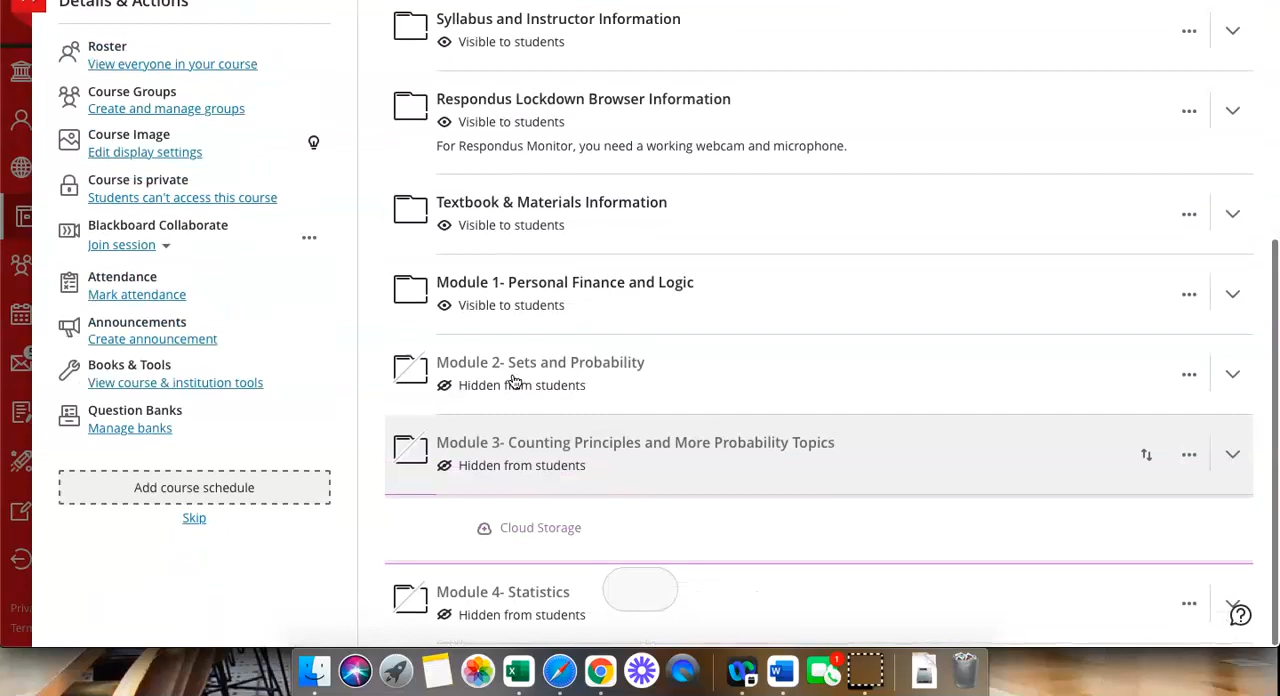 Details & Actions
Roster
View everyone in your course
Course Groups
Create and manage groups
Course Image
Edit display settings
Course is private
Students can't access this course
Blackboard Collaborate
Join session
Attendance
Mark attendance
Announcements
Create announcement
Books & Tools
View course & institution tools
Question Banks
Manage banks
Add course schedule
Skip
Syllabus and Instructor Information
Visible to students
Respondus Lockdown Browser Information
Visible to students
For Respondus Monitor, you need a working webcam and microphone.
Textbook & Materials Information
Visible to students
Module 1- Personal Finance and Logic
Visible to students
Module 2- Sets and Probability
Hidden from students
Module 3- Counting Principles and More Probability Topics
Hidden from students
Cloud Storage
Module 4- Statistics
Hidden from students
Priv
Tern
1